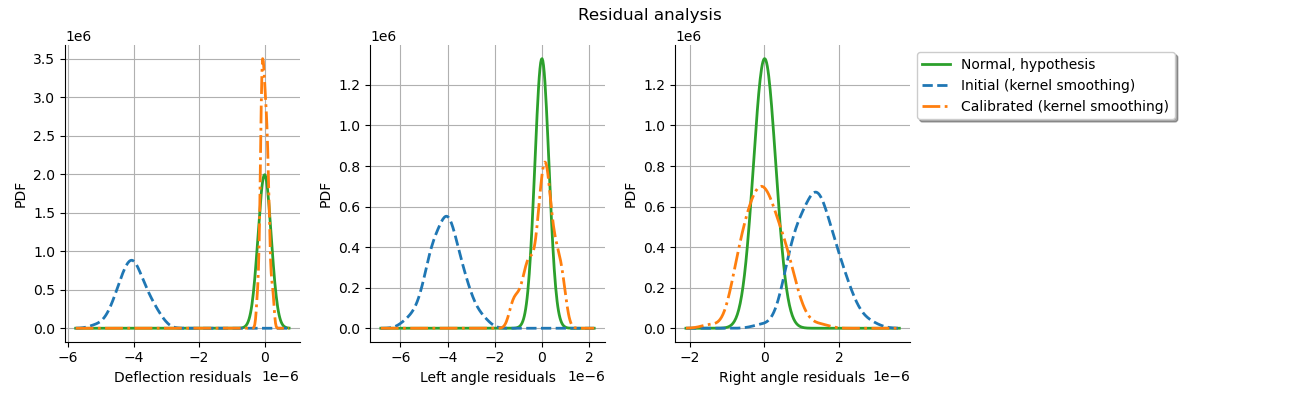 Residual analysis
1e6
3.5
3.0
2.5
2.0
1.5
1.0
0.5
0.0
PDF
−6 −4 −2 0
Deflection residuals 1e−6
1e6
1.2
1.0
0.8
0.6
0.4
0.2
0.0
PDF
−6 −4 −2 0 2
Left angle residuals 1e−6
1e6
1.2
1.0
0.8
0.6
0.4
0.2
0.0
PDF
−2 0 2
Right angle residuals 1e−6
Normal, hypothesis
Initial (kernel smoothing)
Calibrated (kernel smoothing)